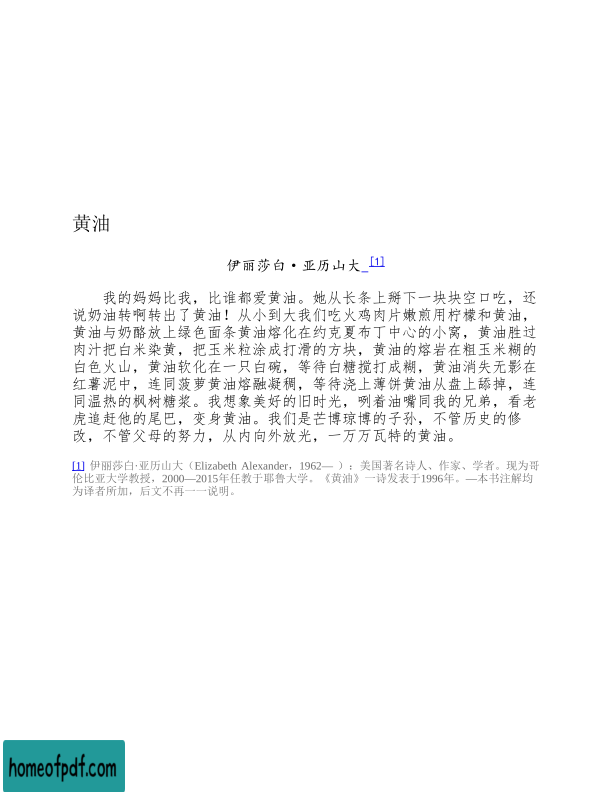 黄油
伊丽莎白·亚历山大 [1]
我的妈妈比我，比谁都爱黄油。她从长条上掰下一块块空口吃，还
说奶油转啊转出了黄油！从小到大我们吃火鸡肉片嫩煎用柠檬和黄油，
黄油与奶酪放上绿色面条黄油熔化在约克夏布丁中心的小窝，黄油胜过
肉汁把白米染黄，把玉米粒涂成打滑的方块，黄油的熔岩在粗玉米糊的
白色火山，黄油软化在一只白碗，等待白糖搅打成糊，黄油消失无影在
红薯泥中，连同菠萝黄油熔融凝稠，等待浇上薄饼黄油从盘上舔掉，连
同温热的枫树糖浆。我想象美好的旧时光，咧着油嘴同我的兄弟，看老
虎追赶他的尾巴，变身黄油。我们是芒博琼博的子孙，不管历史的修
改，不管父母的努力，从内向外放光，一万万瓦特的黄油。
[1] 伊丽莎白·亚历山大（Elizabeth Alexander，1962— ）：美国著名诗人、作家、学者。现为哥
伦比亚大学教授，2000—2015年任教于耶鲁大学。《黄油》一诗发表于1996年。—本书注解均
为译者所加，后文不再一一说明。
homeofpdf.com